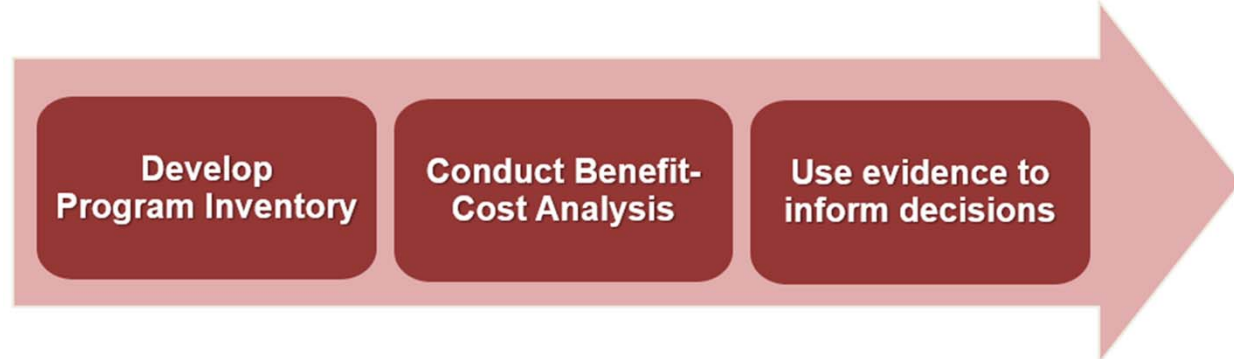 Develop
Program Inventory
Conduct Benefit-
Cost Analysis
Use evidence to
inform decisions